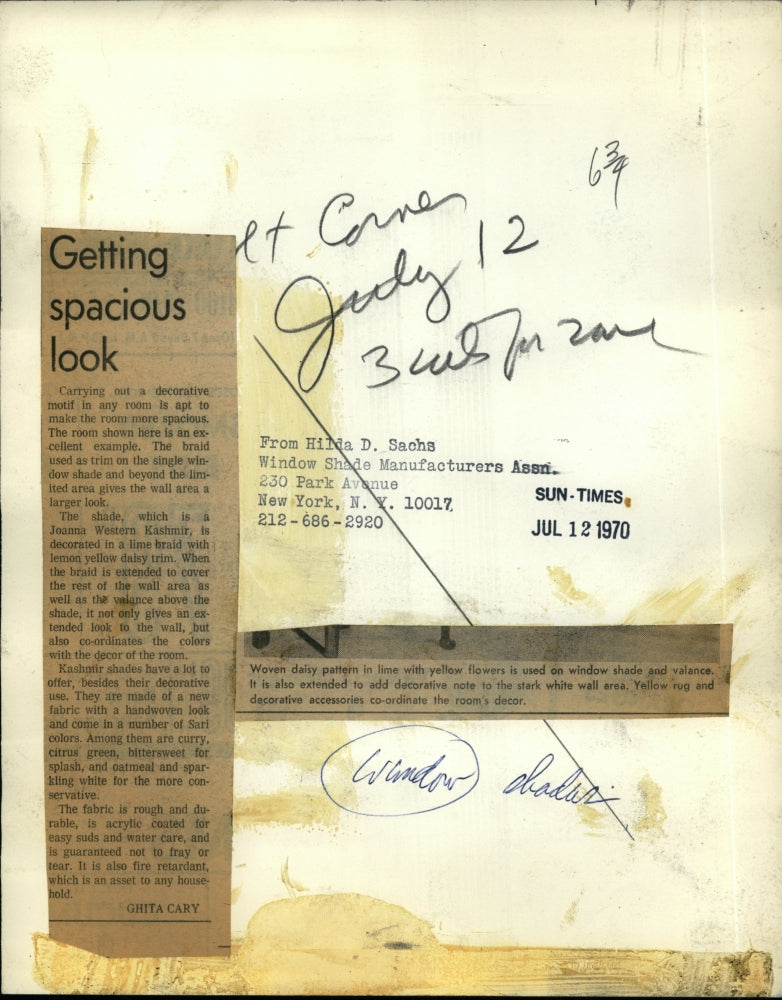 6 3/4
Corner
July 12
3 cols for zone
Getting
spacious
look
Carrying out a decorative
motif in any room is apt to
make the room more spacious.
The room shown here is an ex-
cellent example. The braid
used as trim on the single win-
dow shade and beyond the lim-
ited area gives the wall area a
larger look.
The shade, which is a
Joanna Western Kashmir, is
decorated in a lime braid with
lemon yellow daisy trim. When
the braid is extended to cover
the rest of the wall area as
well as the valance above the
shade, it not only gives an ex-
tended look to the wall, but
also co-ordinates the colors
with the decor of the room.
Kashmir shades have a lot to
offer, besides their decorative
use. They are made of a new
fabric with a handwoven look
and come in a number of Sari
colors. Among them are curry,
citrus green, bittersweet for
splash, and oatmeal and spar-
kling white for the more con-
servative.
The fabric is rough and du-
rable, is acrylic coated for
easy suds and water care, and
is guaranteed not to fray or
tear. It is also fire retardant,
which is an asset to any house-
hold.
GHITA CARY
From Hilda D. Sachs
Window Shade Manufacturers Assn.
230 Park Avenue
New York, N. Y. 10017
212-686-2920
SUN-TIMES
JUL 12 1970
Woven daisy pattern in lime with yellow flowers is used on window shade and valance.
It is also extended to add decorative note to the stark white wall area. Yellow rug and
decorative accessories co-ordinate the room's decor.
window shades